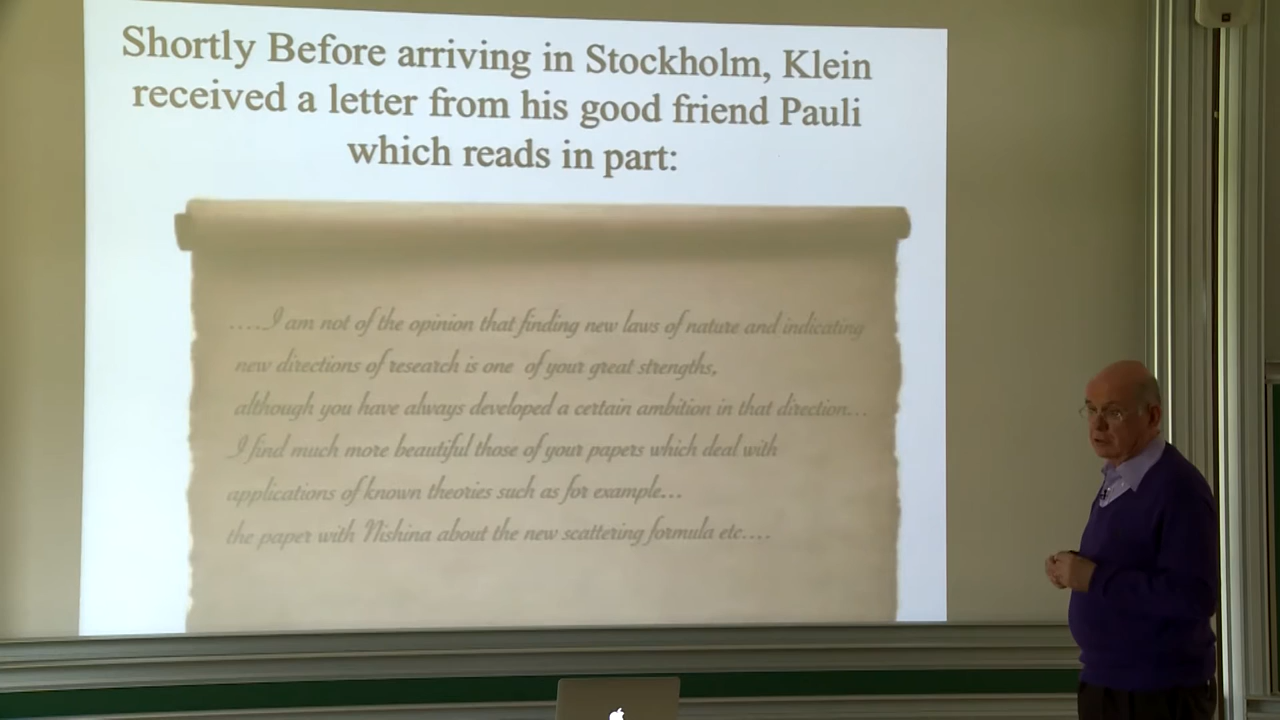 Shortly Before arriving in Stockholm, Klein
received a letter from his good friend Pauli
which reads in part:
....I am not of the opinion that finding new laws of nature and indicating
new directions of research is one of your great strengths,
although you have always developed a certain ambition in that direction...
I find much more beautiful those of your papers which deal with
applications of known theories such as for example...
the paper with Nishina about the new scattering formula etc....